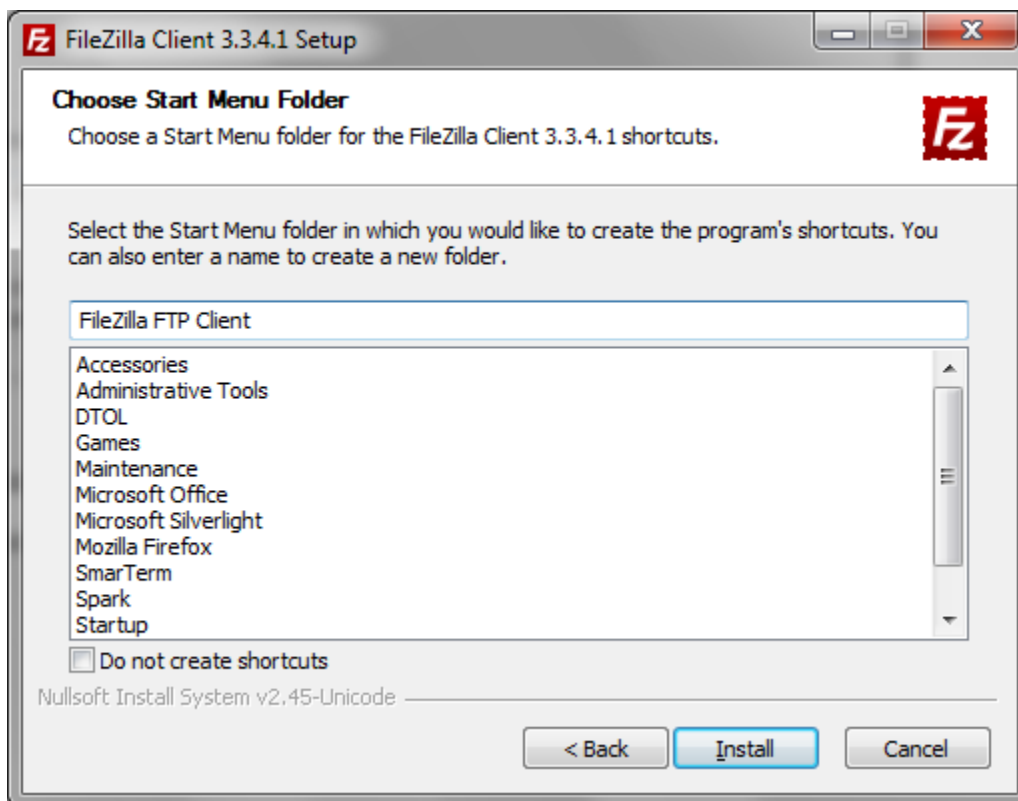 FileZilla Client 3.3.4.1 Setup
Choose Start Menu Folder
Choose a Start Menu folder for the FileZilla Client 3.3.4.1 shortcuts.
Fz
Select the Start Menu folder in which you would like to create the program's shortcuts. You
can also enter a name to create a new folder.
FileZilla FTP Client
Accessories
Administrative Tools
DTOL
Games
Maintenance
Microsoft Office
Microsoft Silverlight
Mozilla Firefox
SmarTerm
Spark
Startup
Do not create shortcuts
Nullsoft Install System v2.45-Unicode
< Back
Install
Cancel